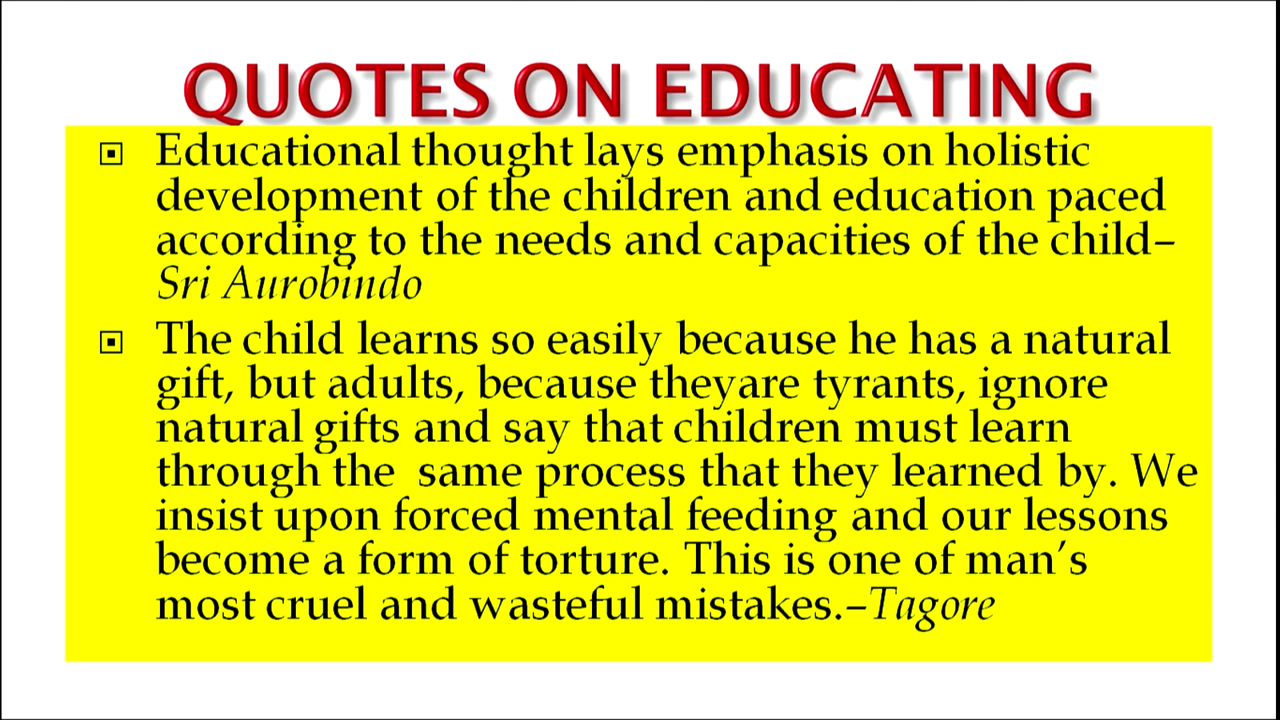 QUOTES ON EDUCATING
Educational thought lays emphasis on holistic
development of the children and education paced
according to the needs and capacities of the child–
Sri Aurobindo
The child learns so easily because he has a natural
gift, but adults, because theyare tyrants, ignore
natural gifts and say that children must learn
through the  same process that they learned by. We
insist upon forced mental feeding and our lessons
become a form of torture. This is one of man’s
most cruel and wasteful mistakes.–Tagore